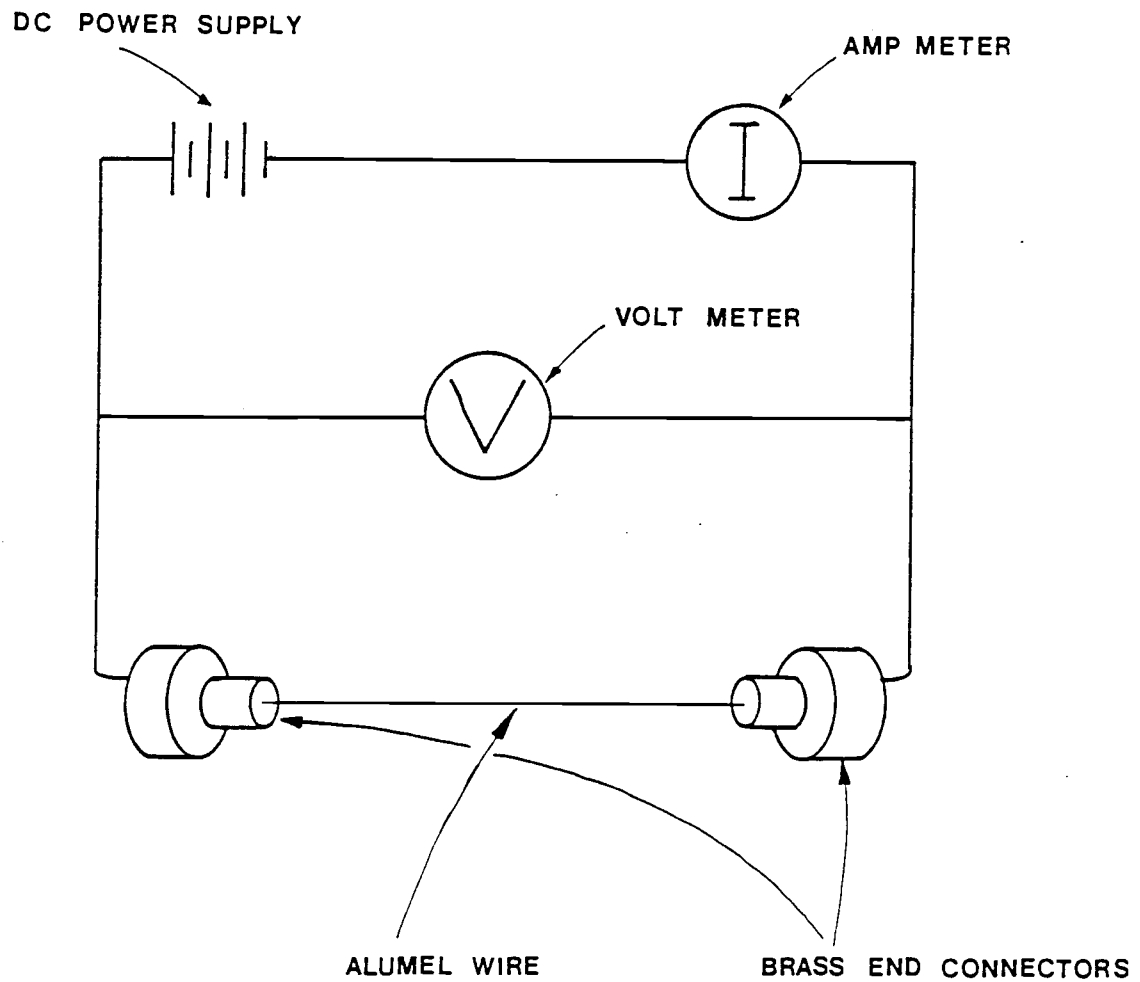 DC POWER SUPPLY
AMP METER
I
VOLT METER
V
ALUMEL WIRE
BRASS END CONNECTORS